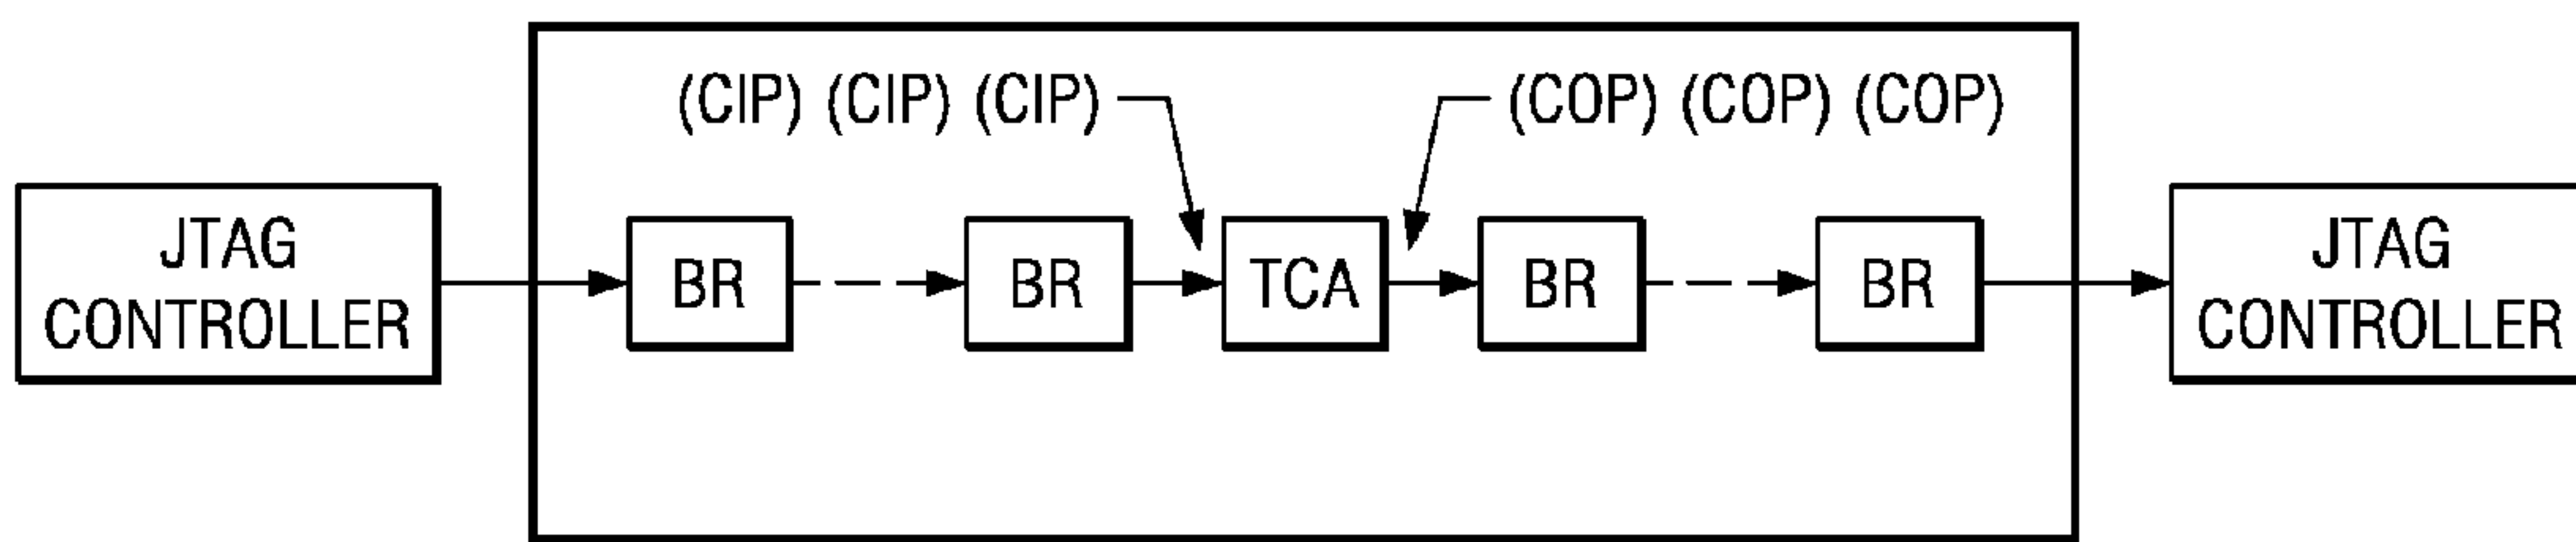 (CIP) (CIP) (CIP)
(COP) (COP) (COP)
JTAG
CONTROLLER
BR
BR
TCA
BR
BR
JTAG
CONTROLLER